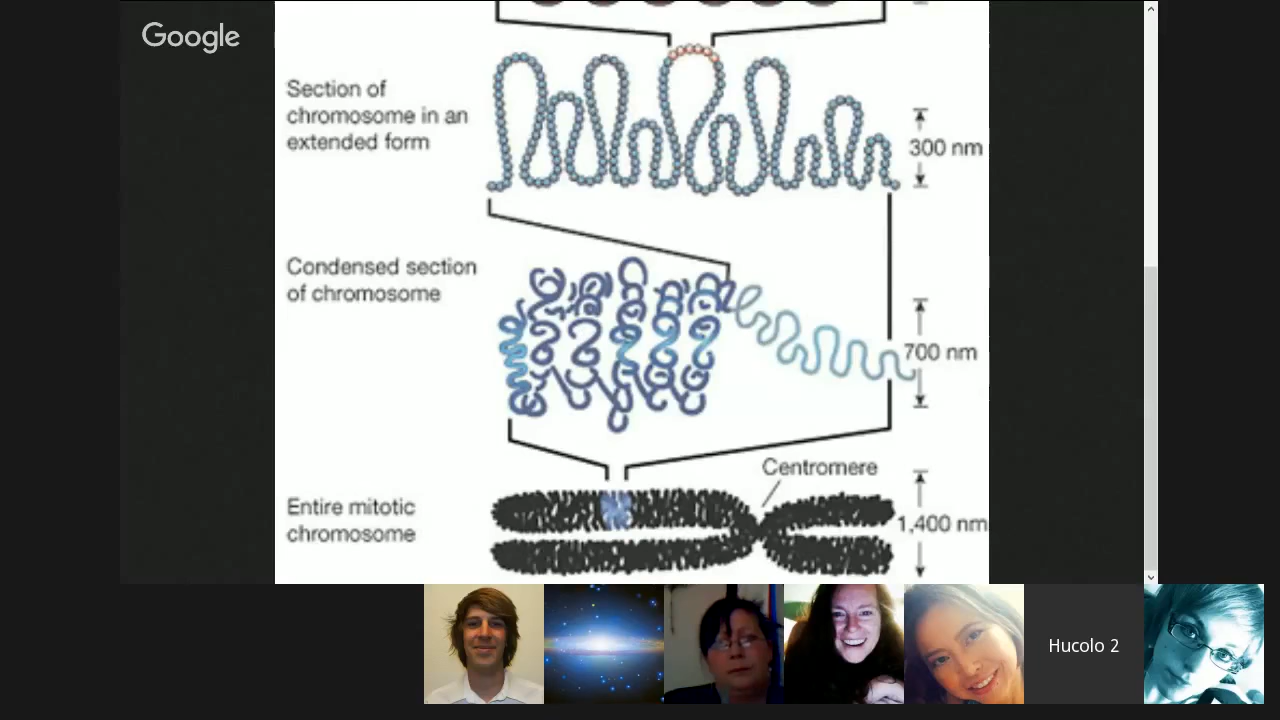 Google
Section of
chromosome in an
extended form
300 nm
Condensed section
of chromosome
700 nm
Centromere
Entire mitotic
chromosome
1,400 nm
Hucolo 2